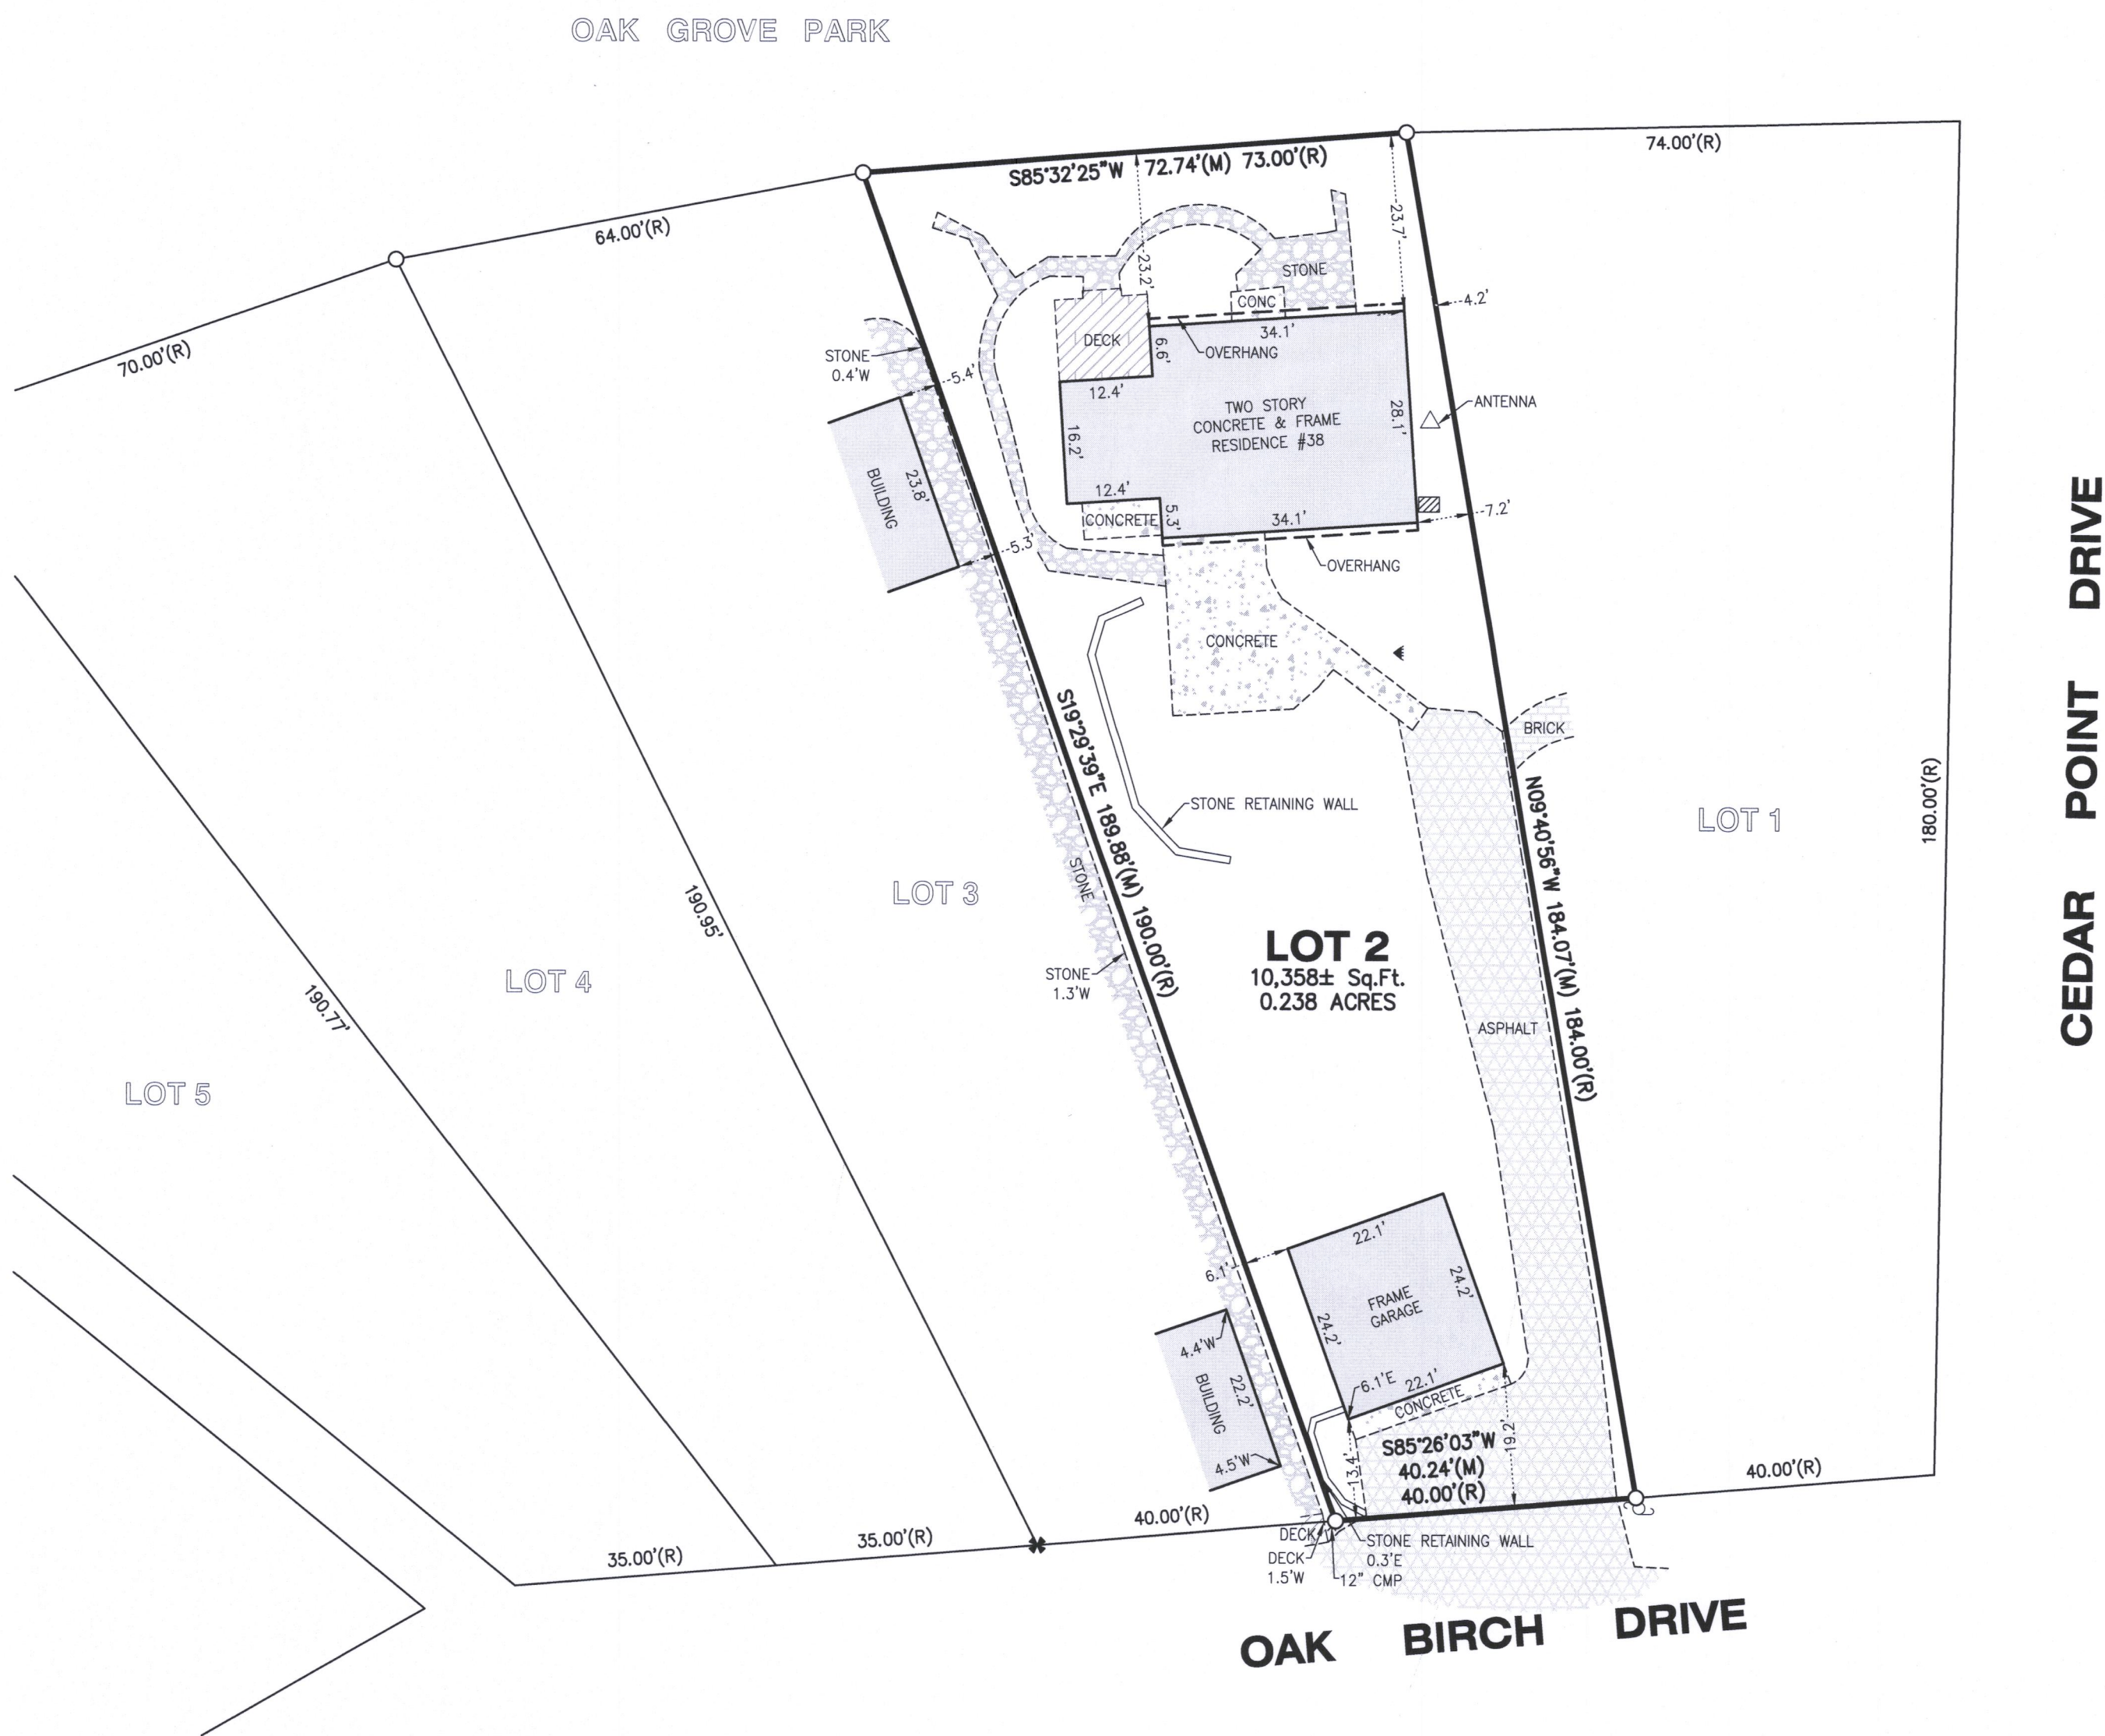 OAK GROVE PARK
74.00'(R)
S85°32'25"W 72.74'(M) 73.00'(R)
64.00'(R)
70.00'(R)
23.7'
23.2'
STONE
CONC
4.2'
34.1'
OVERHANG
DECK
6.6'
STONE
0.4'W
5.4'
12.4'
TWO STORY
CONCRETE & FRAME
RESIDENCE #38
28.1'
ANTENNA
16.2'
BUILDING
23.8'
12.4'
CONCRETE
5.3'
34.1'
7.2'
5.3'
OVERHANG
CONCRETE
BRICK
S19°29'39"E 189.88'(M) 190.00'(R)
STONE RETAINING WALL
N09°40'56"W 184.07'(M) 184.00'(R)
LOT 1
180.00'(R)
CEDAR POINT DRIVE
STONE
LOT 3
190.95'
LOT 2
10,358± Sq.Ft.
0.238 ACRES
STONE
1.3'W
LOT 4
190.77'
ASPHALT
LOT 5
22.1'
6.1'
24.2'
FRAME
GARAGE
24.2'
4.4'W
22.2'
BUILDING
4.5'W
6.1'E
22.1'
CONCRETE
19.2'
13.4'
S85°26'03"W
40.24'(M)
40.00'(R)
40.00'(R)
40.00'(R)
35.00'(R)
35.00'(R)
DECK
DECK
1.5'W
STONE RETAINING WALL
0.3'E
12" CMP
OAK BIRCH DRIVE